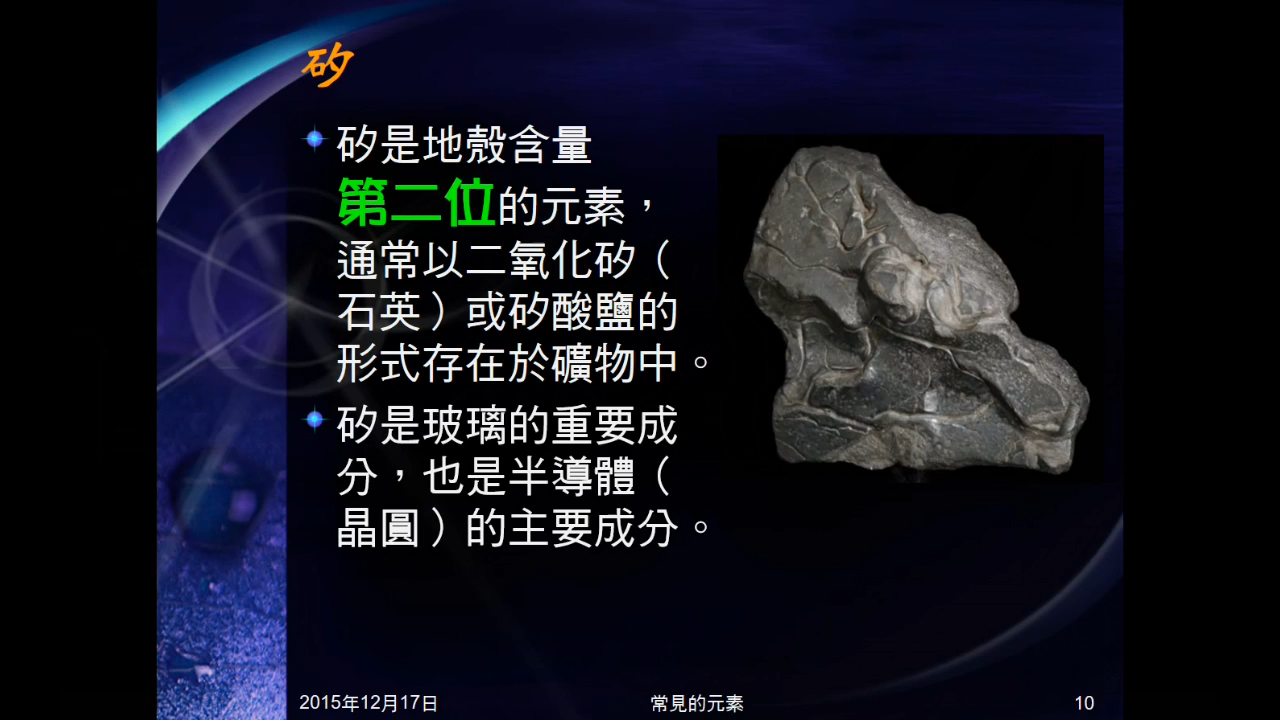 矽
矽是地殼含量
第二位的元素，
通常以二氧化矽（
石英）或矽酸鹽的
形式存在於礦物中。
矽是玻璃的重要成
分，也是半導體（
晶圓）的主要成分。
2015年12月17日
常見的元素
10